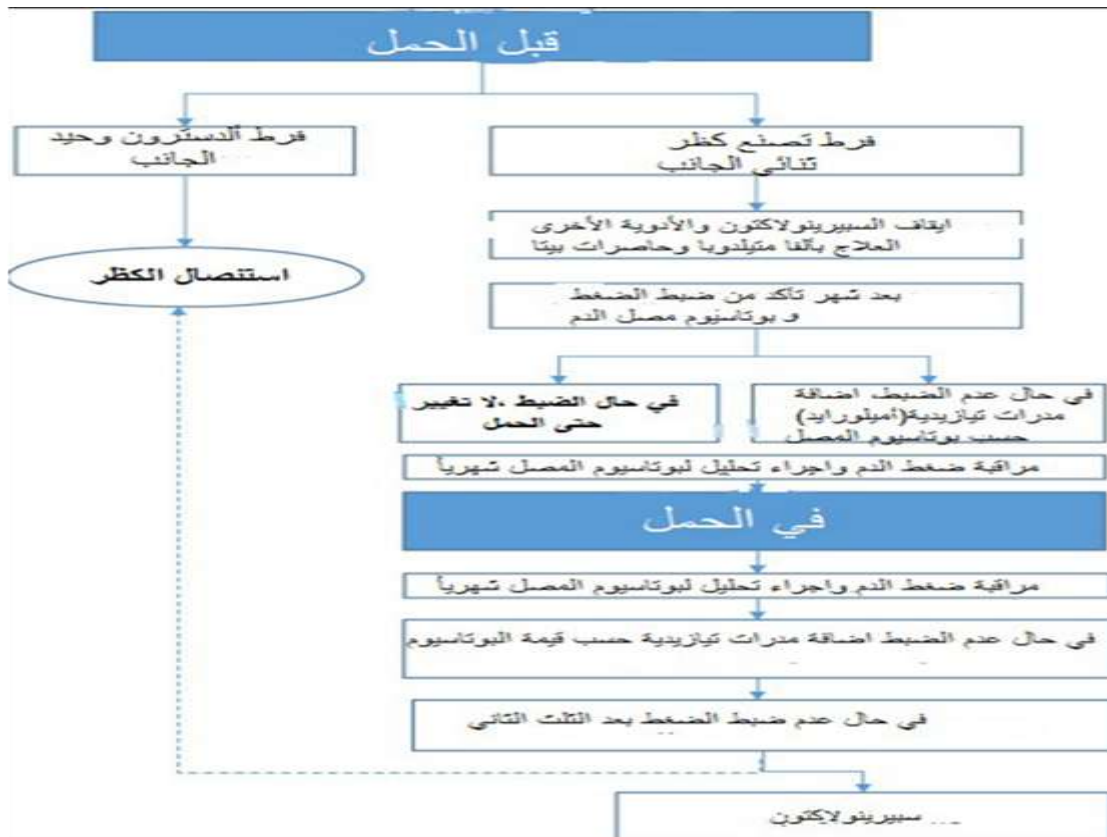 قبل الحمل
فرط ألدسترون وحيد
الجانب
فرط تصنع كظر
ثنائي الجانب
استئصال الكظر
ايقاف السبيرينولاكتون والأدوية الأخرى
العلاج بألفا متيلدوبا وحاصرات بيتا
بعد شهر تأكد من ضبط الضغط
و بوتاسيوم مصل الدم
في حال عدم الضبط، اضافة
مدرات تيازيدية(أميلورايد)
حسب بوتاسيوم المصل
في حال الضبط ،لا تغيير
حتى الحمل
مراقبة ضغط الدم واجراء تحليل لبوتاسيوم المصل شهرياً
في الحمل
مراقبة ضغط الدم واجراء تحليل لبوتاسيوم المصل شهرياً
في حال عدم الضبط اضافة مدرات تيازيدية حسب قيمة البوتاسيوم
في حال عدم ضبط الضغط بعد الثلث الثاني
سبيرينولاكتون